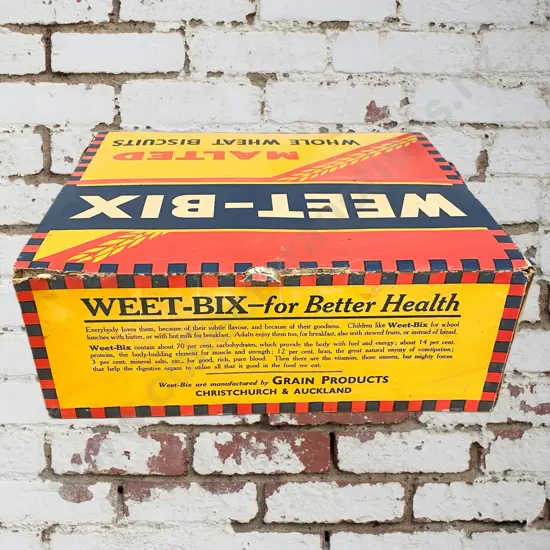 MALTED
WHOLE WHEAT BISCUITS
WEET-BIX
WEET-BIX—for Better Health
Everybody loves them, because of their subtle flavour, and because of their goodness. Children like Weet-Bix for school
lunches with butter, or with hot milk for breakfast. Adults enjoy them too, for breakfast, also with stewed fruits, or instead of bread.
Weet-Bix contain about 70 per cent. carbohydrates, which provide the body with fuel and energy; about 14 per cent.
proteins, the body-building element for muscle and strength; 12 per cent. bran, the great natural enemy of constipation;
3 per cent. mineral salts, etc., for good, rich, pure blood. Then there are the vitamins, those unseen, but mighty forces
that help the digestive organs to utilise all that is good in the food we eat.
Weet-Bix are manufactured by GRAIN PRODUCTS
CHRISTCHURCH & AUCKLAND